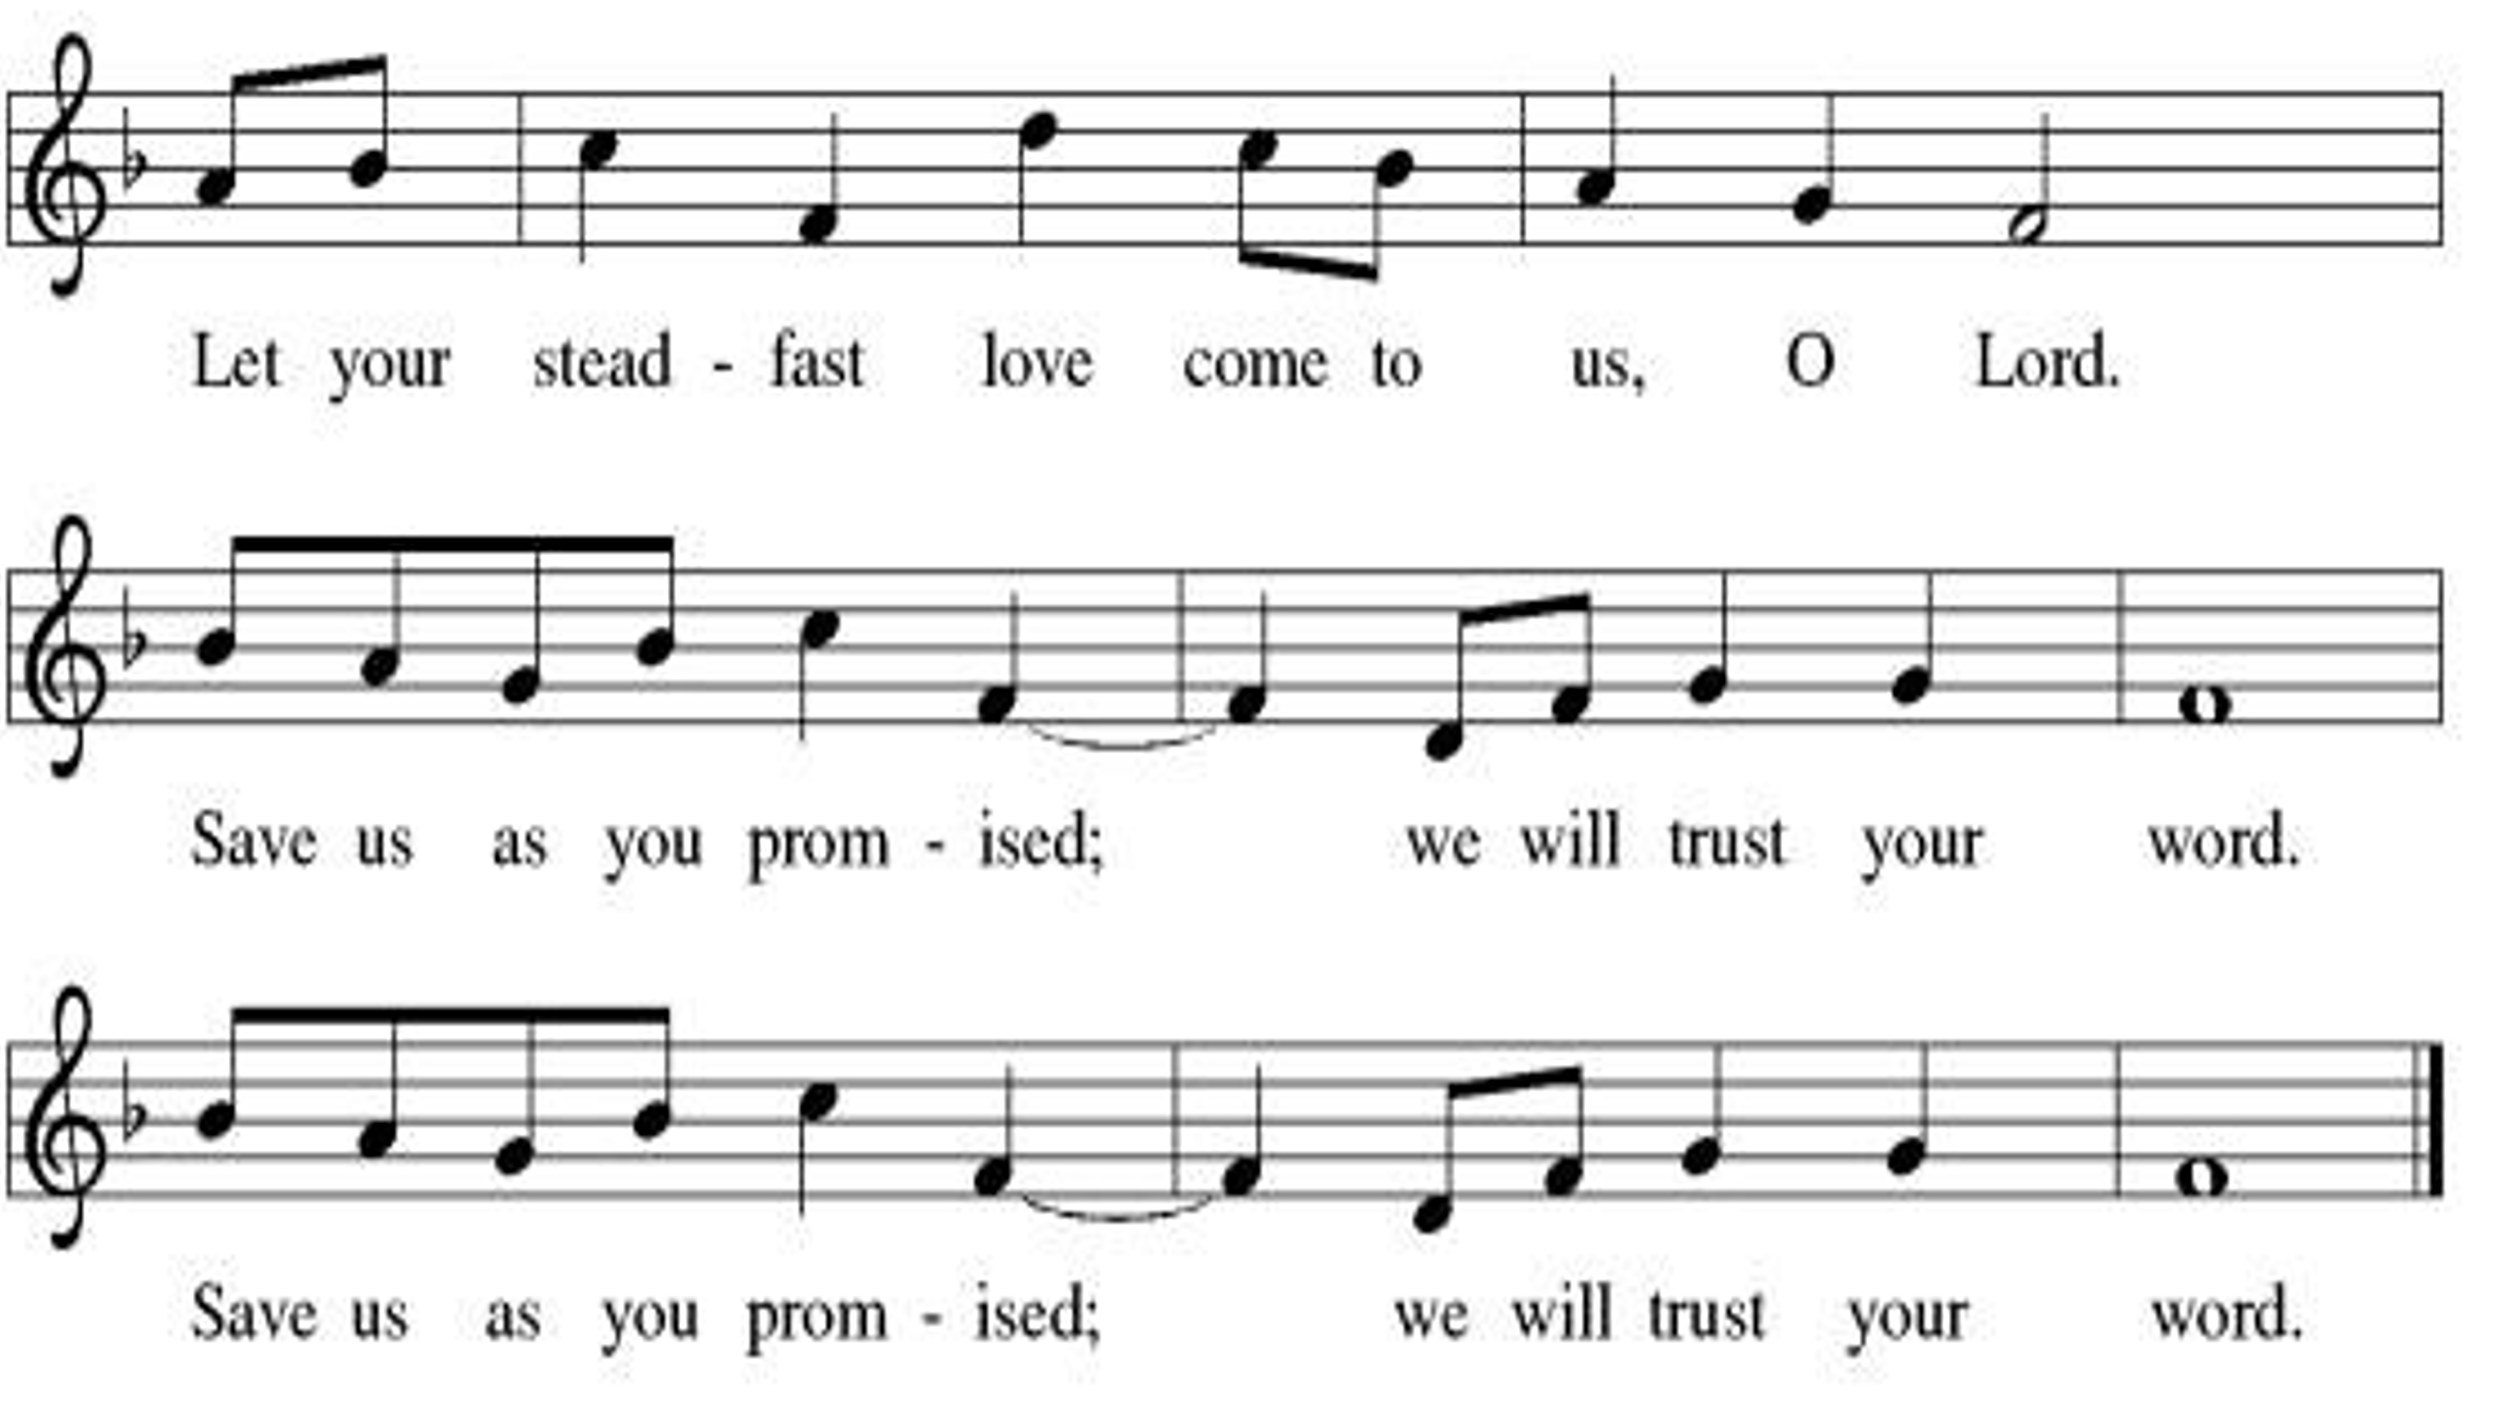 Let your stead - fast love come to us, O Lord.
Save us as you prom - ised; we will trust your word.
Save us as you prom - ised; we will trust your word.